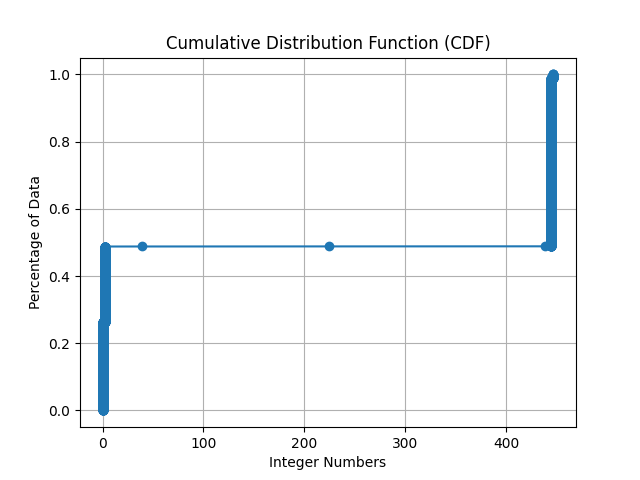 Cumulative Distribution Function (CDF)
1.0
0.8
0.6
0.4
0.2
0.0
Percentage of Data
0 100 200 300 400
Integer Numbers